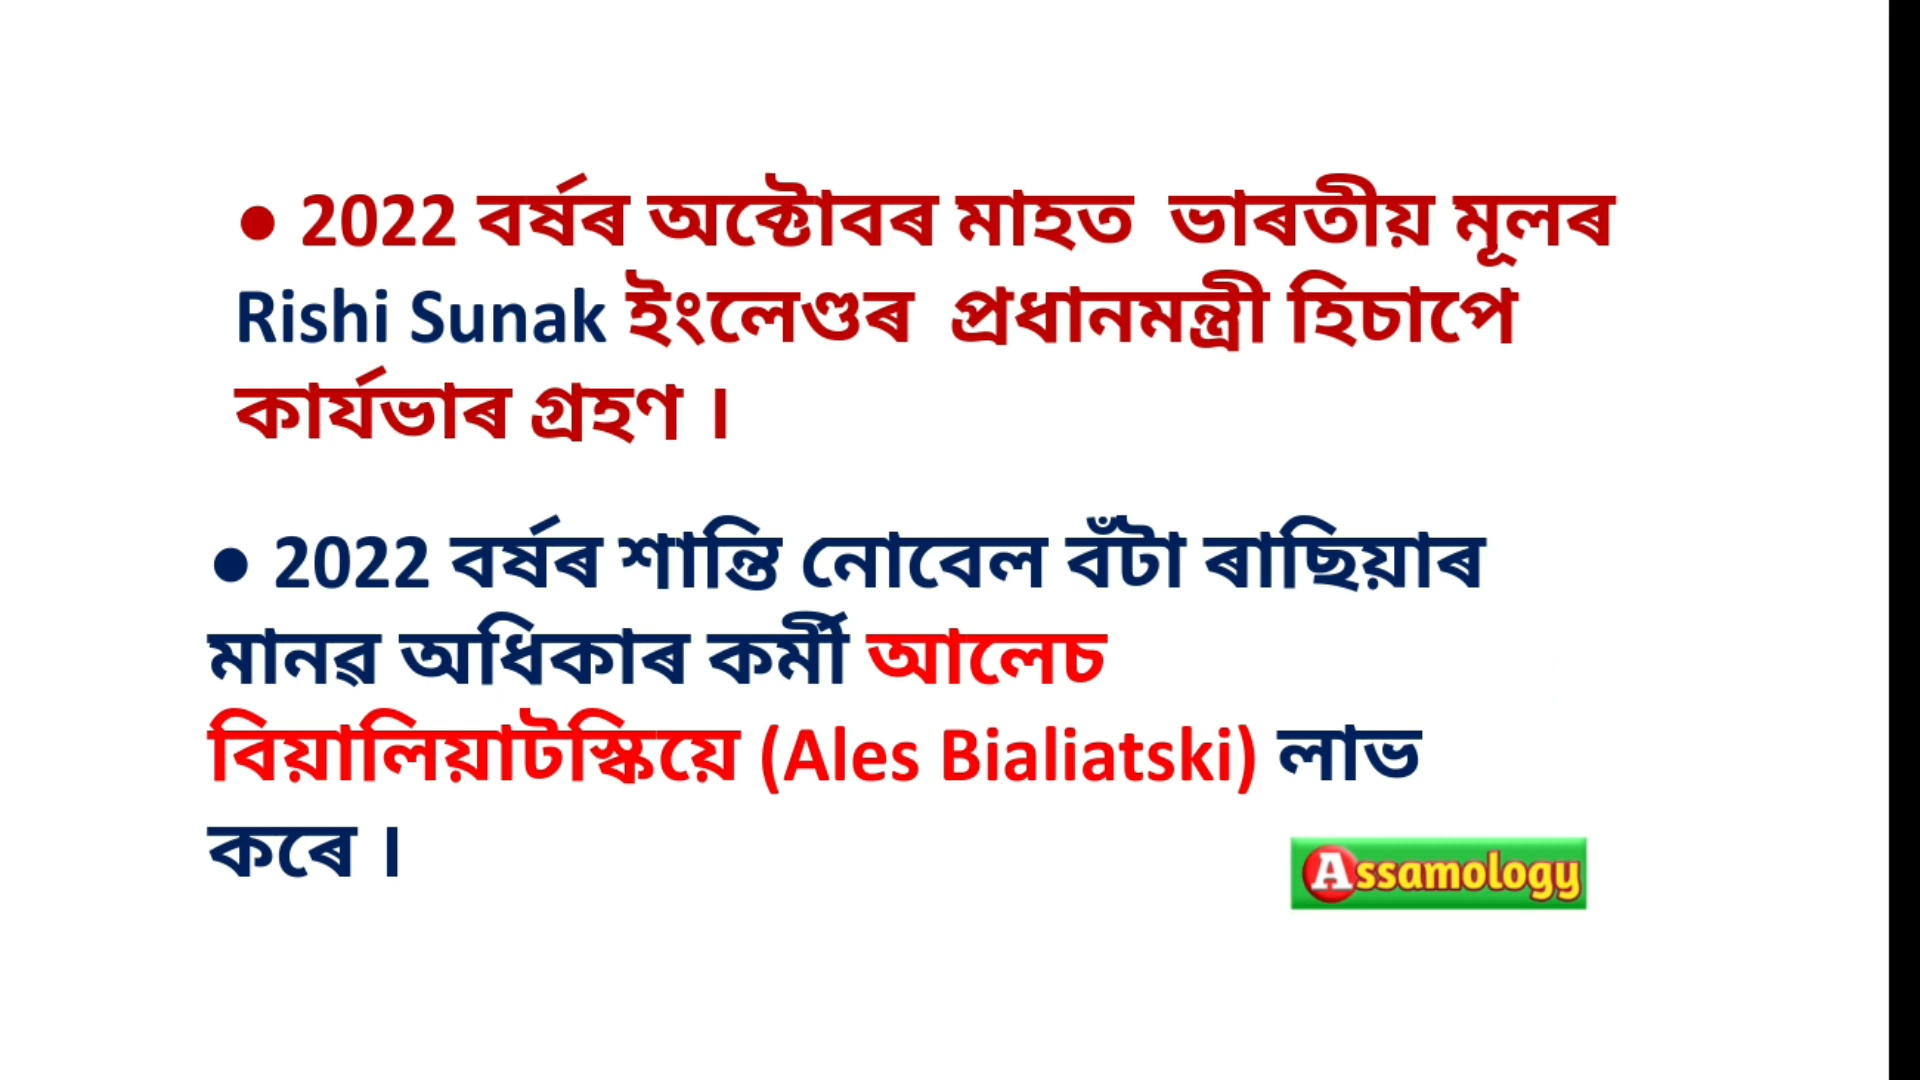 ● 2022 বৰ্ষৰ অক্টোবৰ মাহত ভাৰতীয় মূলৰ
Rishi Sunak ইংলেণ্ডৰ প্ৰধানমন্ত্ৰী হিচাপে
কাৰ্যভাৰ গ্ৰহণ ।
● 2022 বৰ্ষৰ শান্তি নোবেল বঁটা ৰাছিয়াৰ
মানৱ অধিকাৰ কৰ্মী আলেচ
বিয়ালিয়াটস্কিয়ে (Ales Bialiatski) লাভ
কৰে ।
Assamology